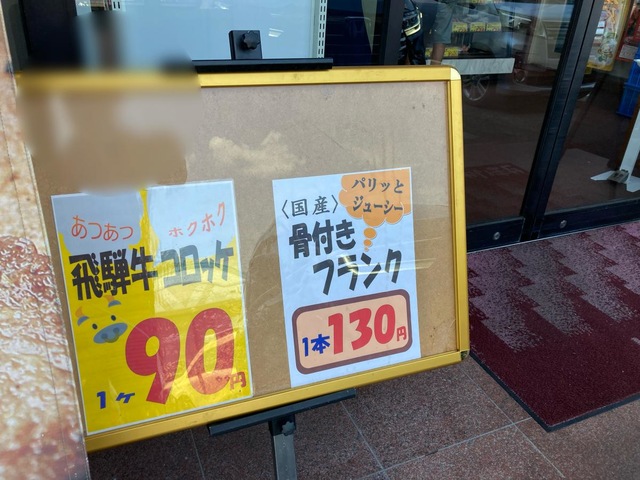 あつあつ
ホクホク
飛騨牛コロッケ
1ヶ90円
〈国産〉
パリッと
ジューシー
骨付き
フランク
1本130円